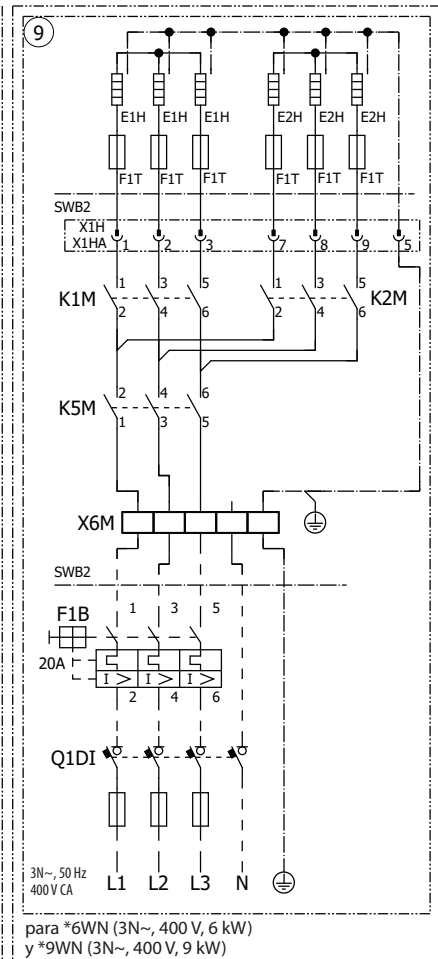 9
E1H E1H E1H E2H E2H E2H
F1T F1T F1T F1T F1T F1T
SWB2
X1H
X1HA 1 2 3 7 8 9 5
1 3 5 1 3 5
K1M K2M
2 4 6 2 4 6
2 4 6
K5M
1 3 5
X6M
SWB2
F1B 1 3 5
20A
I > I > I >
2 4 6
Q1DI
3N~, 50 Hz
400 V CA L1 L2 L3 N
para *6WN (3N~, 400 V, 6 kW)
y *9WN (3N~, 400 V, 9 kW)